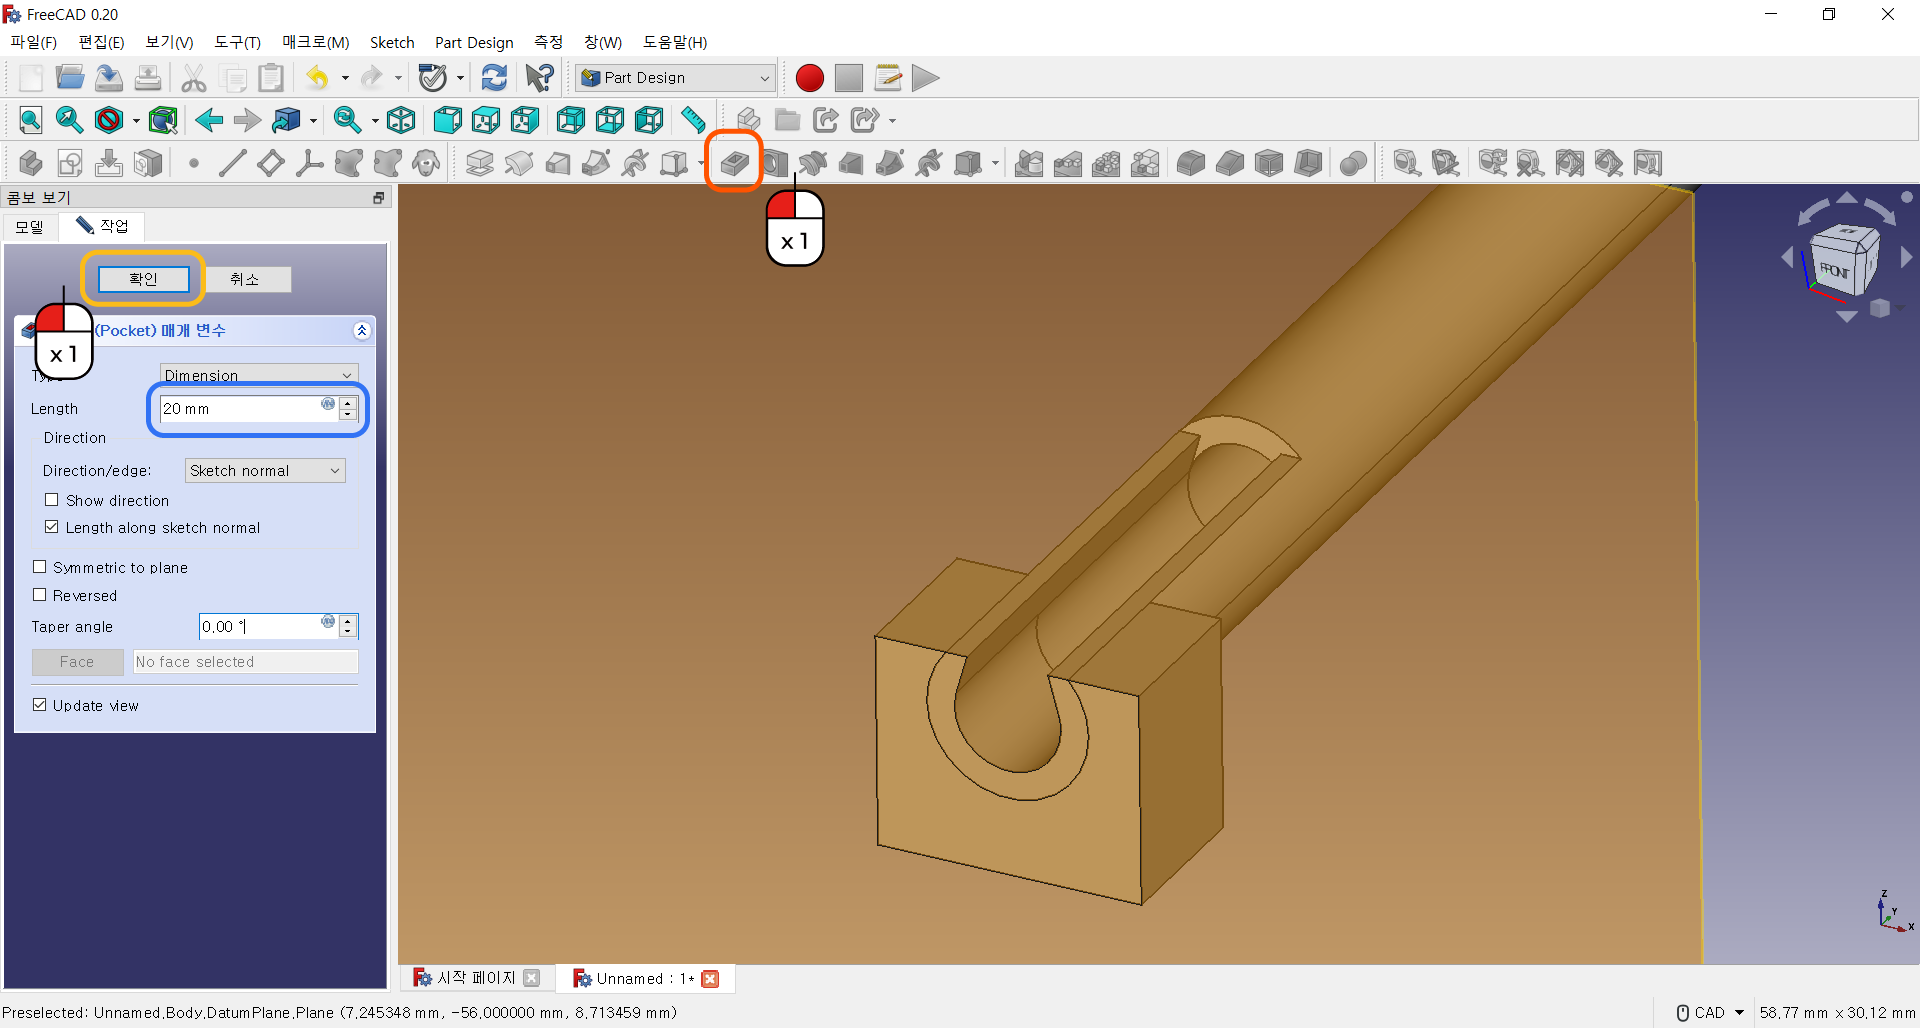 FreeCAD 0.20
파일(F) 편집(E) 보기(V) 도구(T) 매크로(M) Sketch Part Design 측정 창(W) 도움말(H)
Part Design
콤보 보기
모델 작업
확인 취소
x 1
x 1
(Pocket) 매개 변수
Dimension
Length 20 mm
Direction
Direction/edge: Sketch normal
Show direction
Length along sketch normal
Symmetric to plane
Reversed
Taper angle 0.00 °
Face No face selected
Update view
FRONT
Z
Y
X
시작 페이지 Unnamed : 1*
Preselected: Unnamed.Body.DatumPlane.Plane (7.245348 mm, -56.000000 mm, 8.713459 mm) CAD 58.77 mm x 30.12 mm